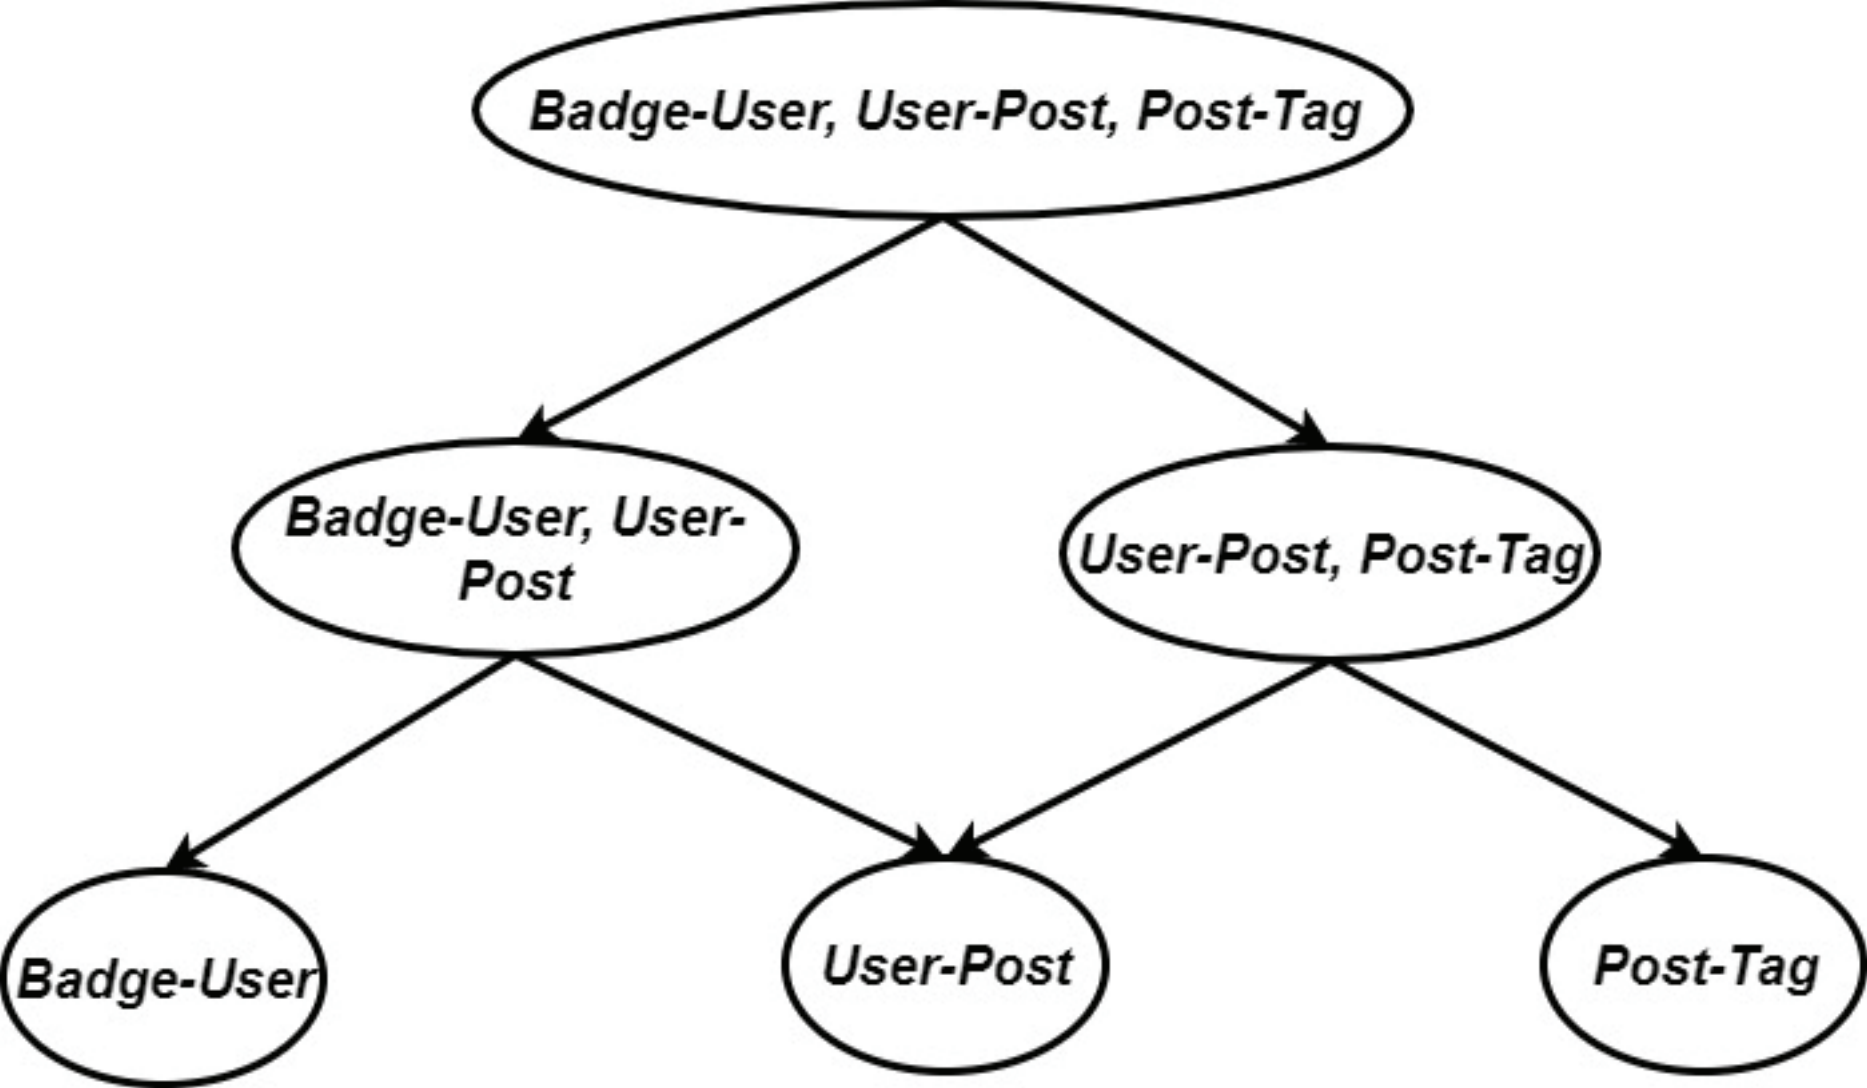 Badge-User, User-Post, Post-Tag
Badge-User, User-
Post
User-Post, Post-Tag
Badge-User
User-Post
Post-Tag